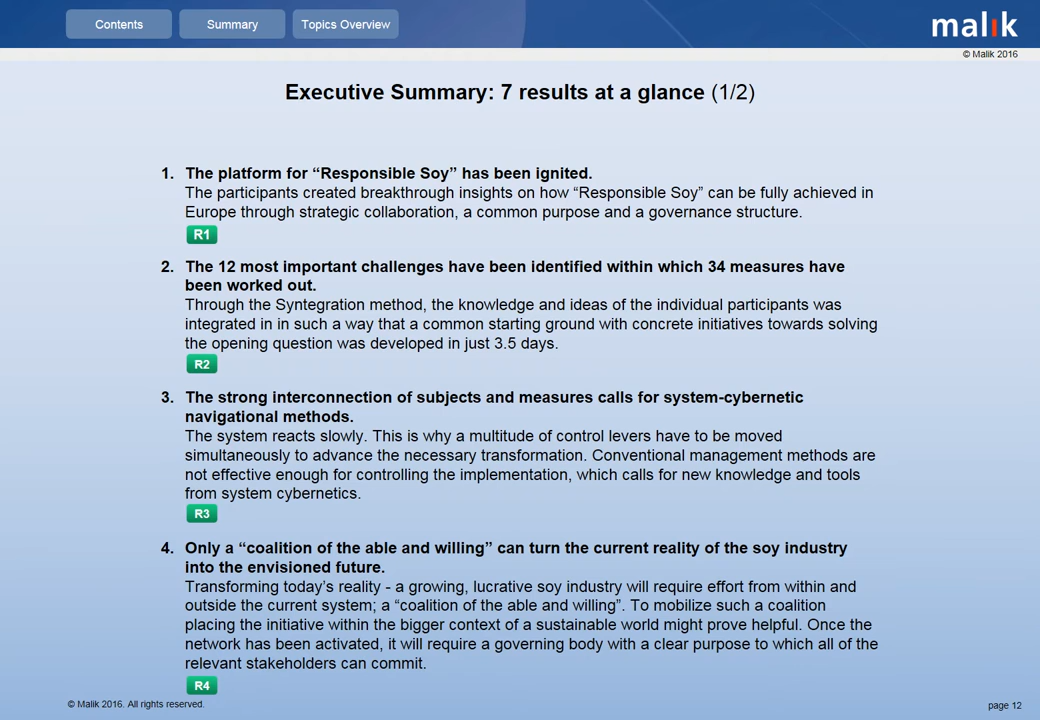 Contents Summary Topics Overview
malik
© Malik 2016
Executive Summary: 7 results at a glance (1/2)
1. The platform for “Responsible Soy” has been ignited.
The participants created breakthrough insights on how “Responsible Soy” can be fully achieved in
Europe through strategic collaboration, a common purpose and a governance structure.
R1
2. The 12 most important challenges have been identified within which 34 measures have
been worked out.
Through the Syntegration method, the knowledge and ideas of the individual participants was
integrated in in such a way that a common starting ground with concrete initiatives towards solving
the opening question was developed in just 3.5 days.
R2
3. The strong interconnection of subjects and measures calls for system-cybernetic
navigational methods.
The system reacts slowly. This is why a multitude of control levers have to be moved
simultaneously to advance the necessary transformation. Conventional management methods are
not effective enough for controlling the implementation, which calls for new knowledge and tools
from system cybernetics.
R3
4. Only a “coalition of the able and willing” can turn the current reality of the soy industry
into the envisioned future.
Transforming today’s reality - a growing, lucrative soy industry will require effort from within and
outside the current system; a “coalition of the able and willing”. To mobilize such a coalition
placing the initiative within the bigger context of a sustainable world might prove helpful. Once the
network has been activated, it will require a governing body with a clear purpose to which all of the
relevant stakeholders can commit.
R4
© Malik 2016. All rights reserved.
page 12